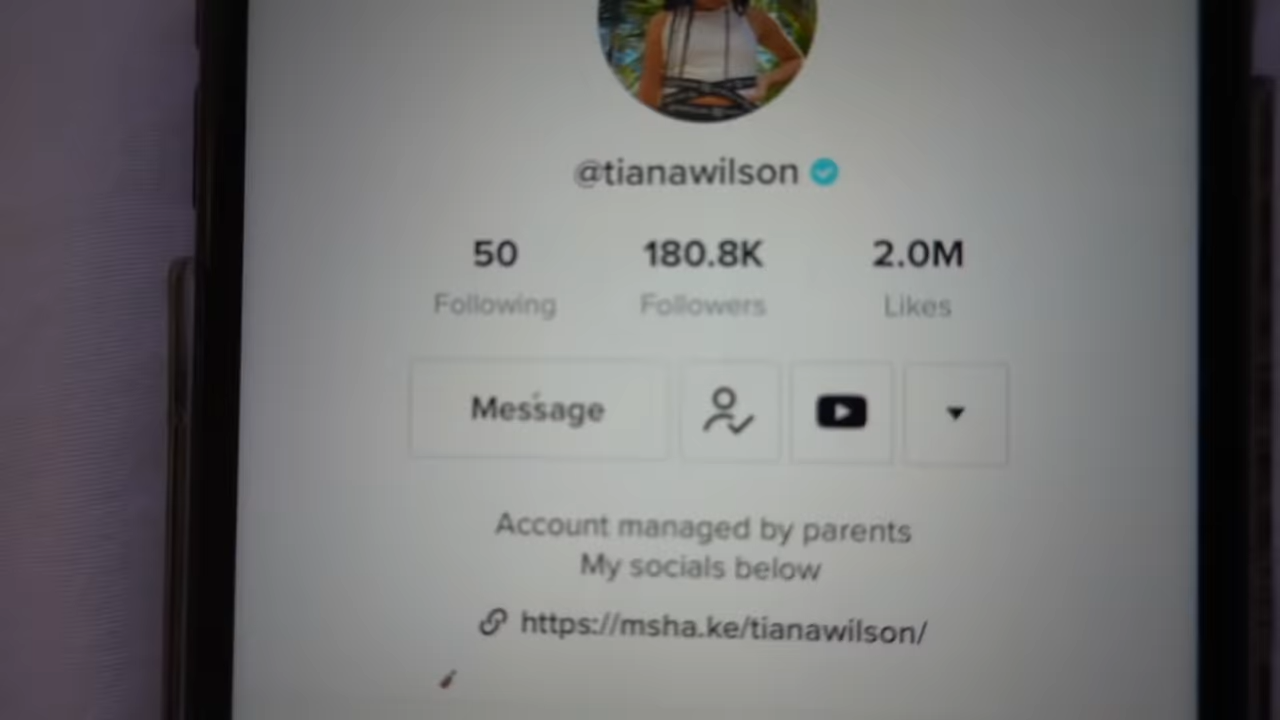 @tianawilson
50 180.8K 2.0M
Following Followers Likes
Message
Account managed by parents
My socials below
https://msha.ke/tianawilson/